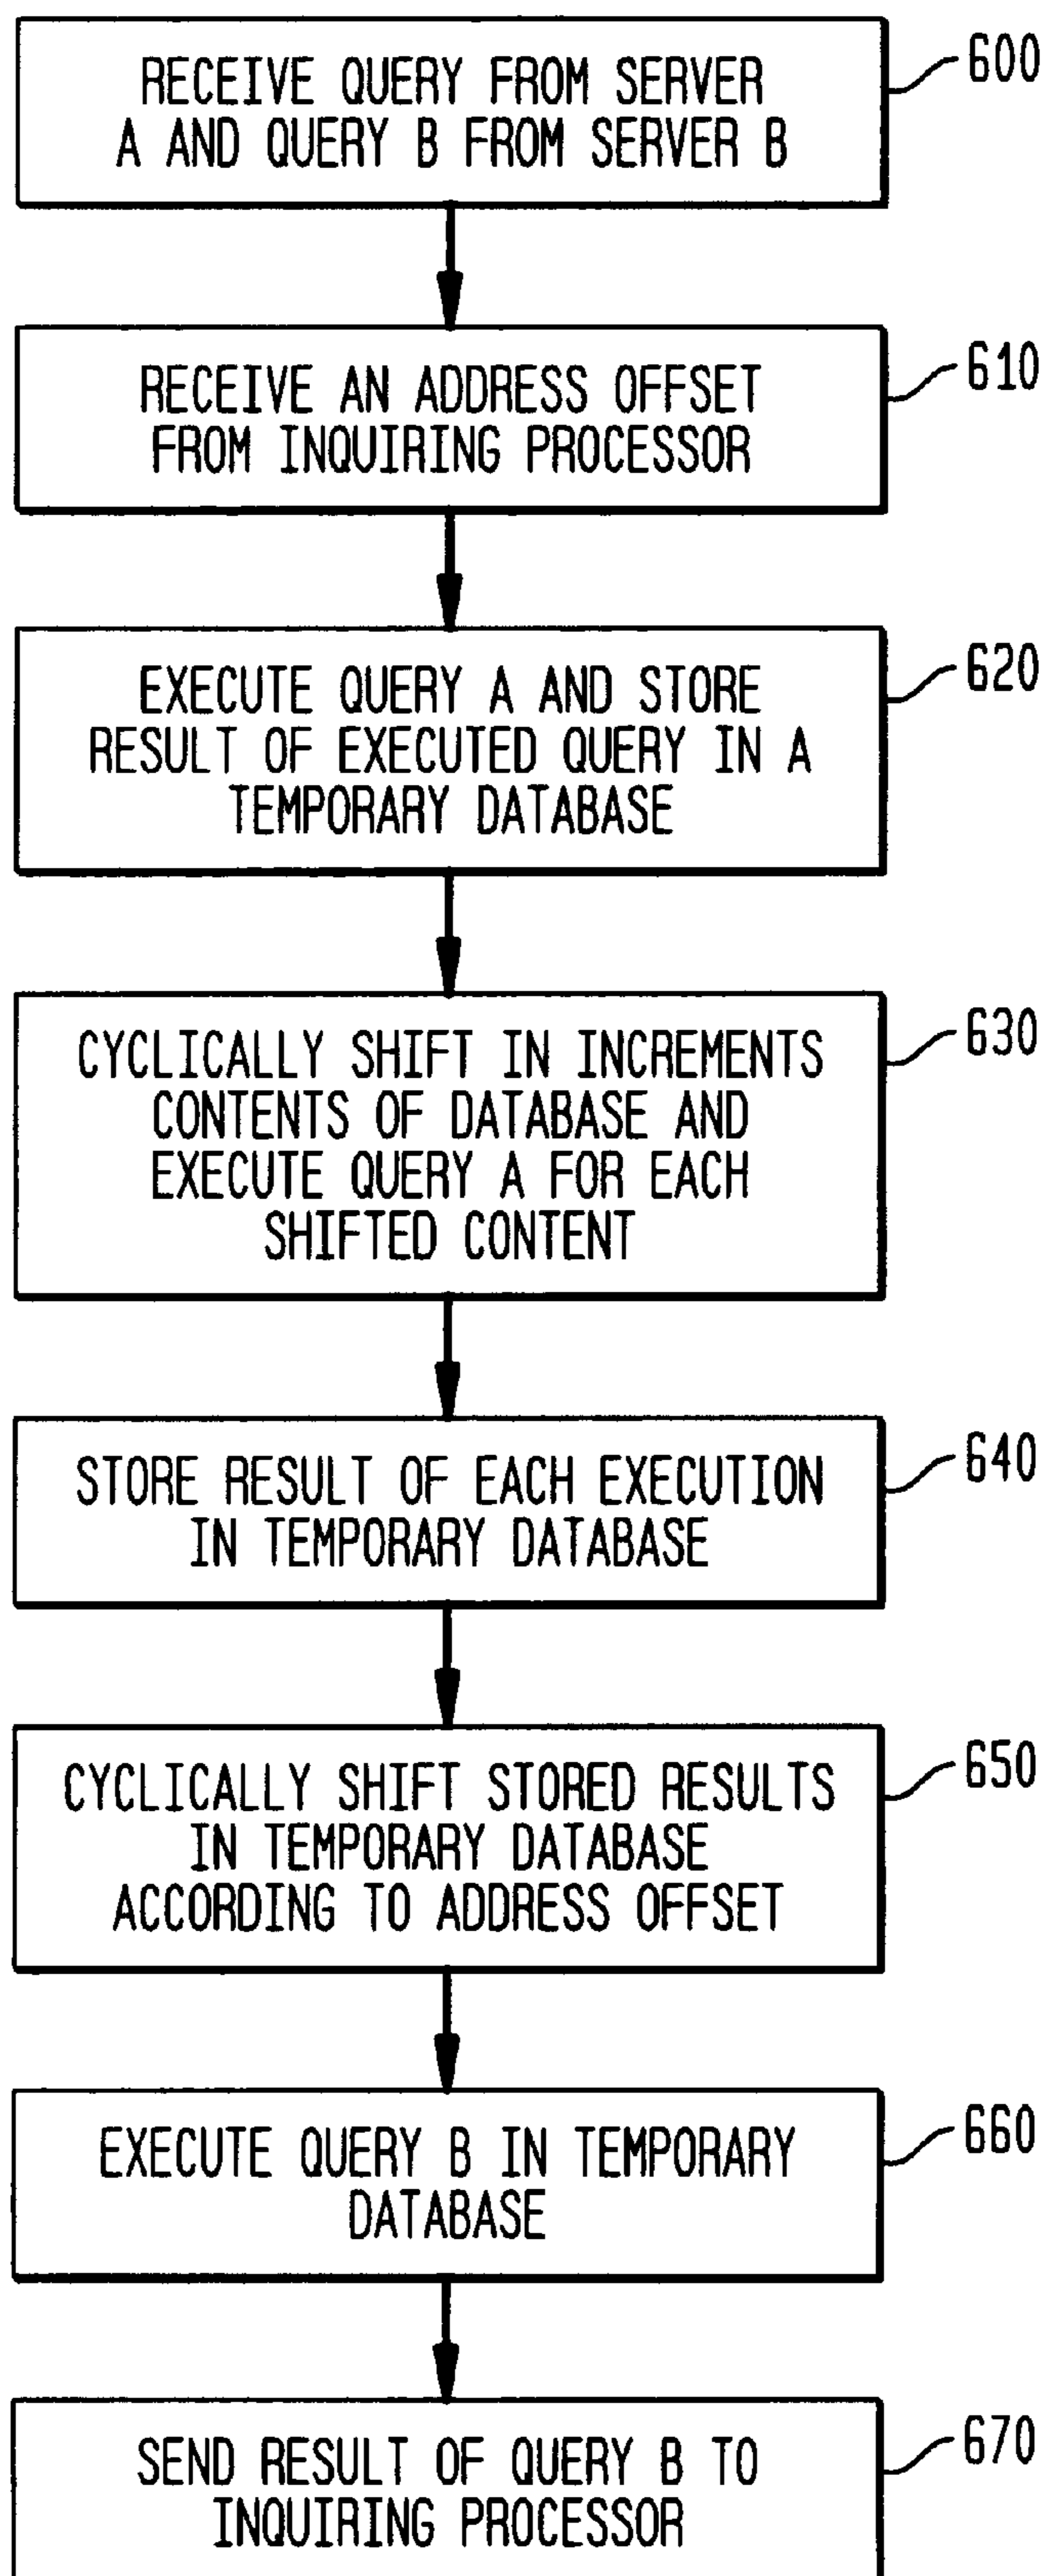 RECEIVE QUERY FROM SERVER
A AND QUERY B FROM SERVER B
600
RECEIVE AN ADDRESS OFFSET
FROM INQUIRING PROCESSOR
610
EXECUTE QUERY A AND STORE
RESULT OF EXECUTED QUERY IN A
TEMPORARY DATABASE
620
CYCLICALLY SHIFT IN INCREMENTS
CONTENTS OF DATABASE AND
EXECUTE QUERY A FOR EACH
SHIFTED CONTENT
630
STORE RESULT OF EACH EXECUTION
IN TEMPORARY DATABASE
640
CYCLICALLY SHIFT STORED RESULTS
IN TEMPORARY DATABASE
ACCORDING TO ADDRESS OFFSET
650
EXECUTE QUERY B IN TEMPORARY
DATABASE
660
SEND RESULT OF QUERY B TO
INQUIRING PROCESSOR
670